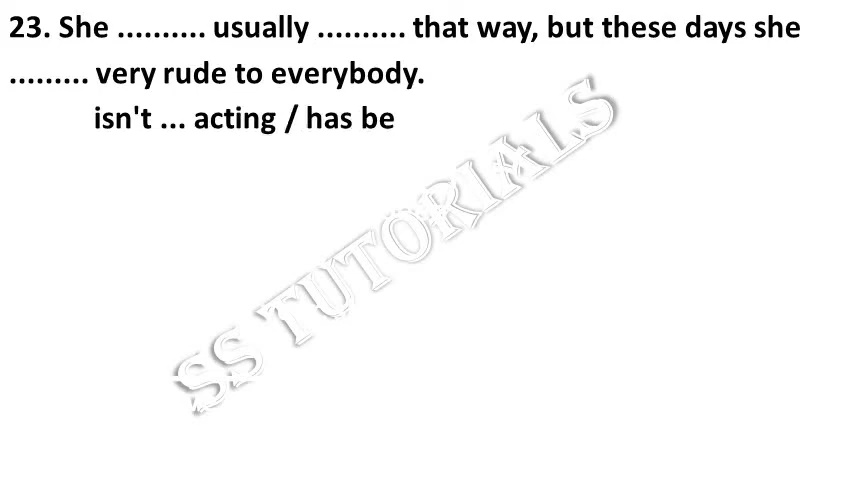 23. She .......... usually .......... that way, but these days she
......... very rude to everybody.
isn't ... acting / has be
SS TUTORIALS